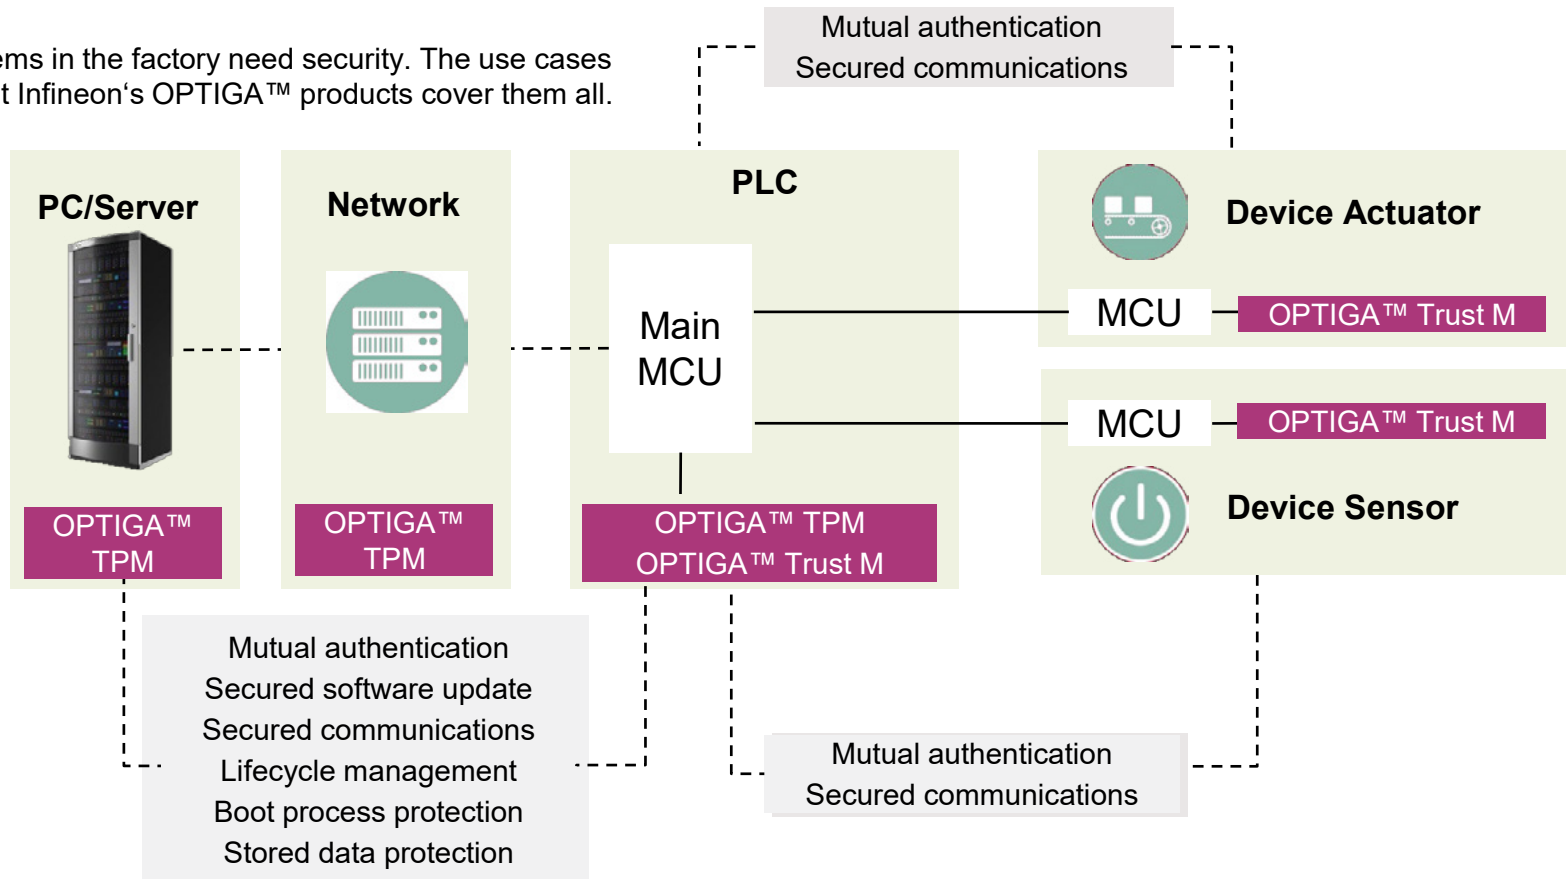 ems in the factory need security. The use cases
t Infineon‘s OPTIGA™ products cover them all.
Mutual authentication
Secured communications
PC/Server
Network
PLC
Device Actuator
Main
MCU
MCU
OPTIGA™ Trust M
MCU
OPTIGA™ Trust M
Device Sensor
OPTIGA™
TPM
OPTIGA™
TPM
OPTIGA™ TPM
OPTIGA™ Trust M
Mutual authentication
Secured software update
Secured communications
Lifecycle management
Boot process protection
Stored data protection
Mutual authentication
Secured communications